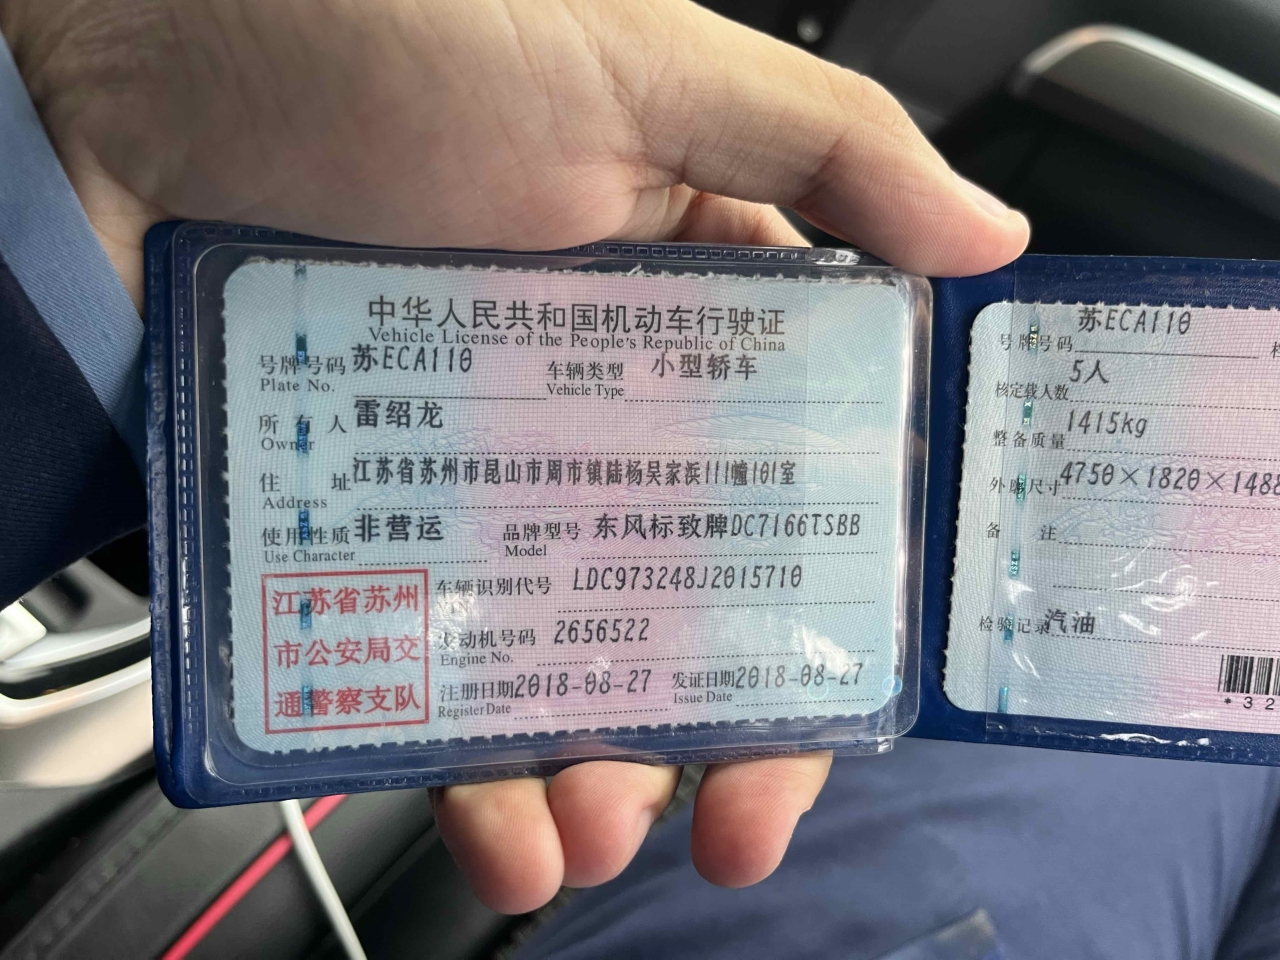 中华人民共和国机动车行驶证
Vehicle License of the People's Republic of China
号牌号码 苏ECA110 车辆类型 小型轿车
Plate No. Vehicle Type
所有人 雷绍龙
Owner
住址 江苏省苏州市昆山市周市镇陆杨吴家浜111幢101室
Address
使用性质 非营运 品牌型号 东风标致牌DC7166TSBB
Use Character Model
江苏省苏州
市公安局交
通警察支队
车辆识别代号 LDC973248J2015710
发动机号码 2656522
Engine No.
注册日期 2018-08-27 发证日期 2018-08-27
Register Date Issue Date
号牌号码 苏ECA110
核定载人数 5人
整备质量 1415kg
外廓尺寸 4750×1820×1488
备注
检验记录 汽油
*32